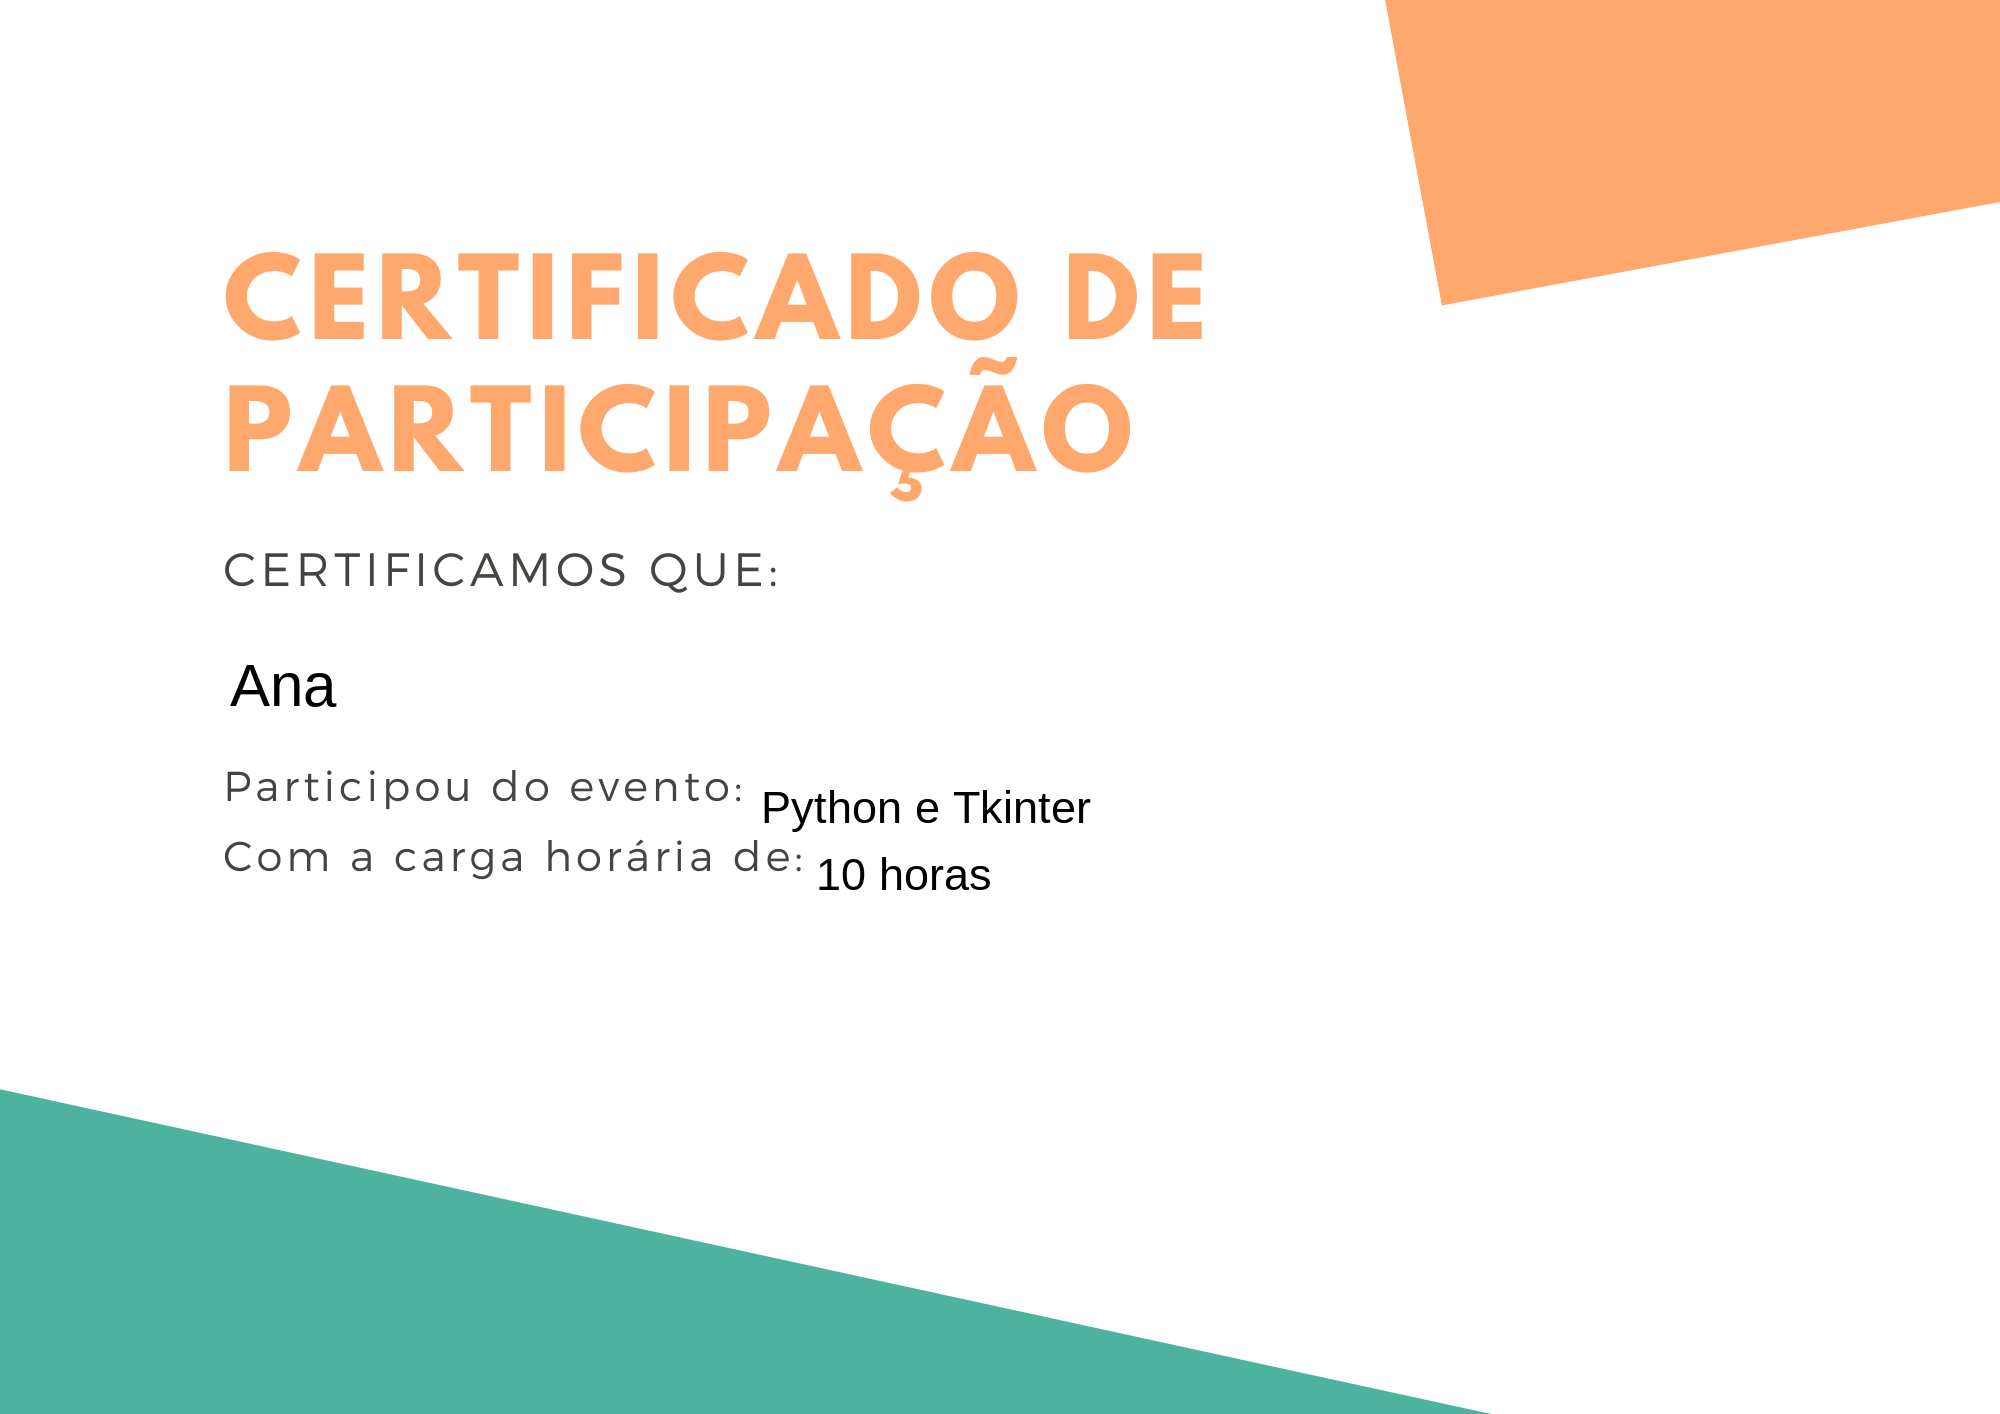 CERTIFICADO DE
PARTICIPAÇÃO
CERTIFICAMOS QUE:
Ana
Participou do evento: Python e Tkinter
Com a carga horária de: 10 horas